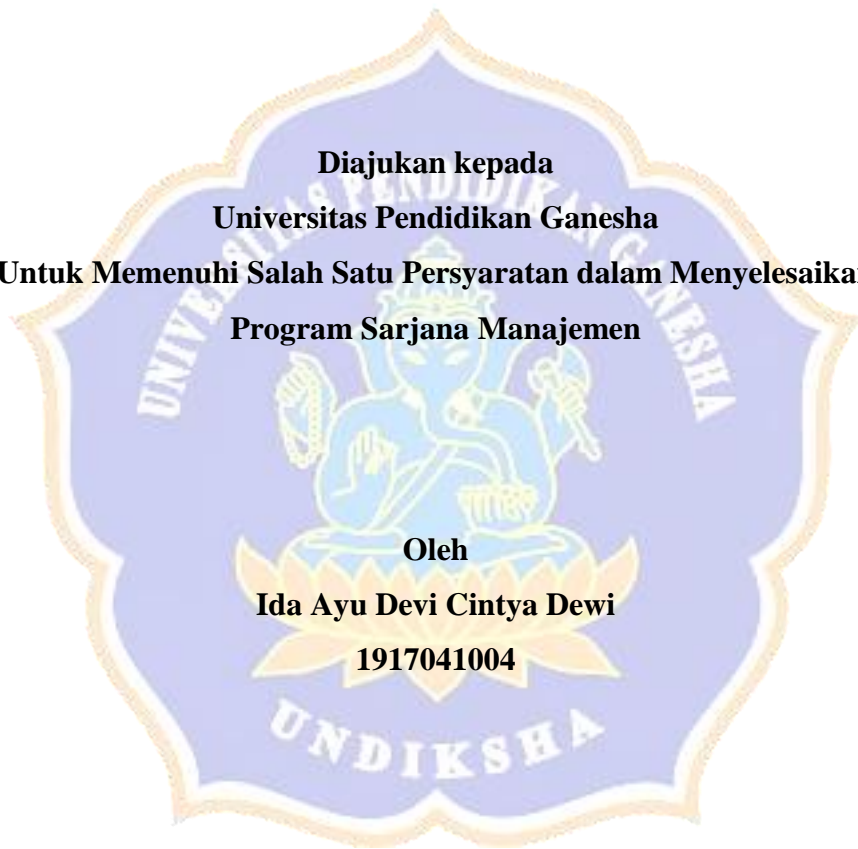 Diajukan kepada
Universitas Pendidikan Ganesha
Untuk Memenuhi Salah Satu Persyaratan dalam Menyelesaikan
Program Sarjana Manajemen
UNIVERSITAS PENDIDIKAN GANESHA
Oleh
Ida Ayu Devi Cintya Dewi
1917041004
UNDIKSHA